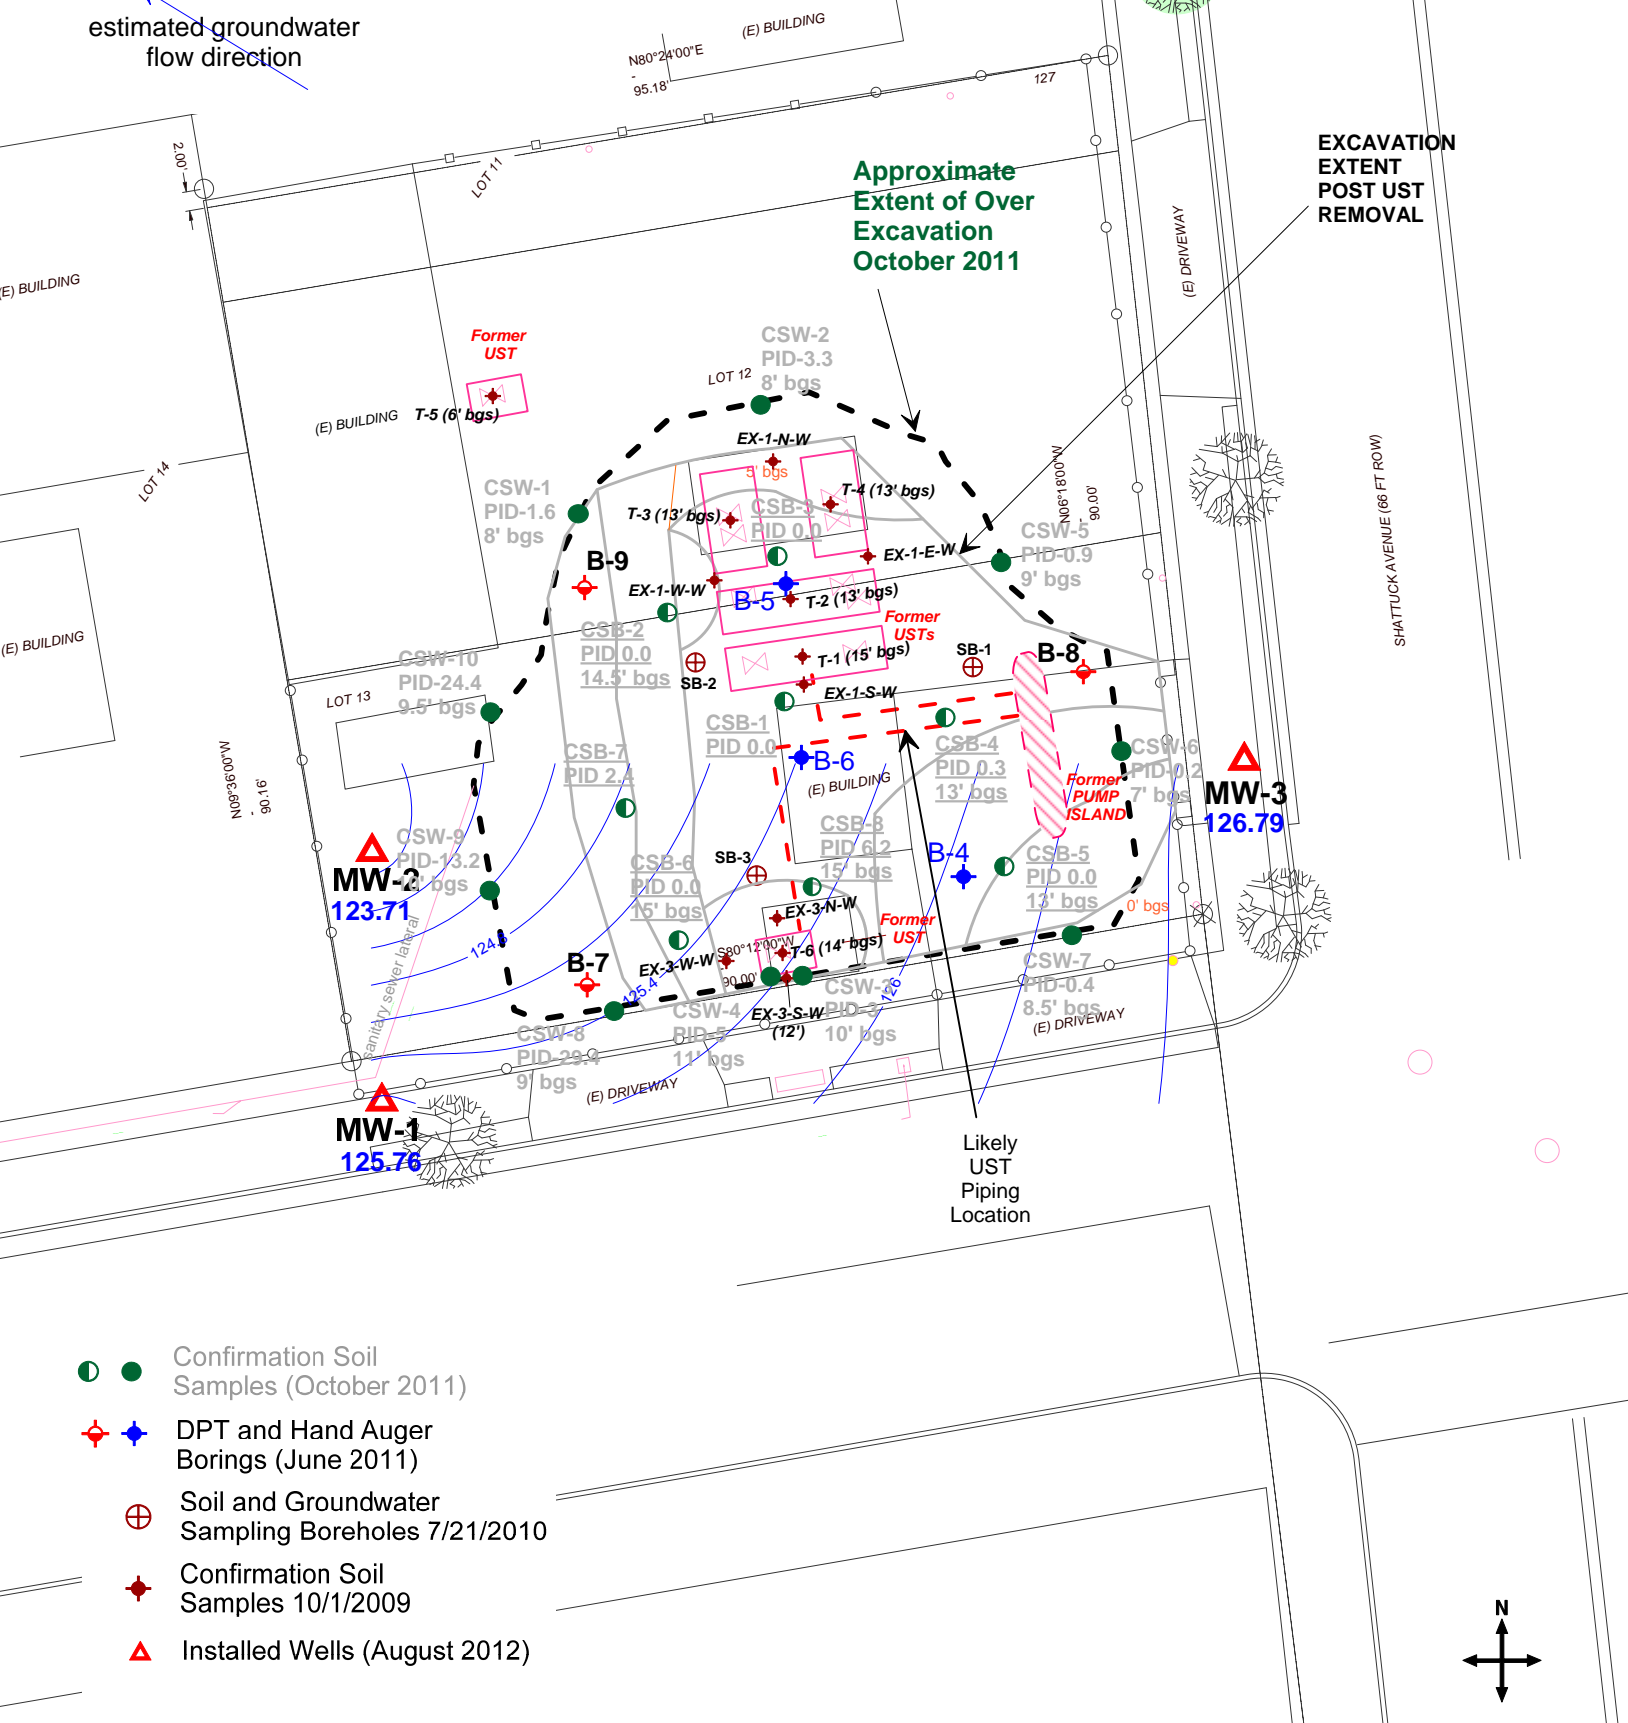 estimated groundwater
flow direction
(E) BUILDING
N80°24'00"E
-
95.18'
127
2.00'
LOT 11
EXCAVATION
EXTENT
POST UST
REMOVAL
Approximate
Extent of Over
Excavation
October 2011
(E) DRIVEWAY
(E) BUILDING
Former
UST
CSW-2
PID-3.3
8' bgs
LOT 12
(E) BUILDING
T-5 (6' bgs)
EX-1-N-W
5' bgs
LOT 14
N06°18'00"W
-
90.00'
SHATTUCK AVENUE (66 FT ROW)
CSW-1
PID-1.6
8' bgs
T-4 (13' bgs)
T-3 (13' bgs)
CSB-3
PID 0.0
CSW-5
PID-0.9
9' bgs
B-9
EX-1-E-W
EX-1-W-W
B-5
T-2 (13' bgs)
Former
USTs
CSB-2
PID 0.0
14.5' bgs
(E) BUILDING
CSW-10
PID-24.4
9.5' bgs
SB-2
T-1 (15' bgs)
SB-1
B-8
LOT 13
EX-1-S-W
CSB-1
PID 0.0
CSB-7
PID 2.4
B-6
CSB-4
PID 0.3
13' bgs
CSW-6
PID-0.2
7' bgs
(E) BUILDING
Former
PUMP
ISLAND
MW-3
126.79
N09°36'00"W
-
90.16'
CSW-9
PID-13.2
bgs
MW-2
123.71
CSB-8
PID 6.2
15' bgs
SB-3
CSB-6
PID 0.0
15' bgs
B-4
CSB-5
PID 0.0
13' bgs
0' bgs
EX-3-N-W
Former
UST
124.6
S80°12'00"W
-
90.00'
T-6 (14' bgs)
EX-3-W-W
B-7
125.4
126
sanitary sewer lateral
CSW-7
PID-0.4
8.5' bgs
(E) DRIVEWAY
CSW-3
PID-3
10' bgs
CSW-4
PID-5
11' bgs
EX-3-S-W
(12')
CSW-8
PID-29.4
9' bgs
(E) DRIVEWAY
MW-1
125.76
Likely
UST
Piping
Location
Confirmation Soil
Samples (October 2011)
DPT and Hand Auger
Borings (June 2011)
Soil and Groundwater
Sampling Boreholes 7/21/2010
Confirmation Soil
Samples 10/1/2009
Installed Wells (August 2012)
N